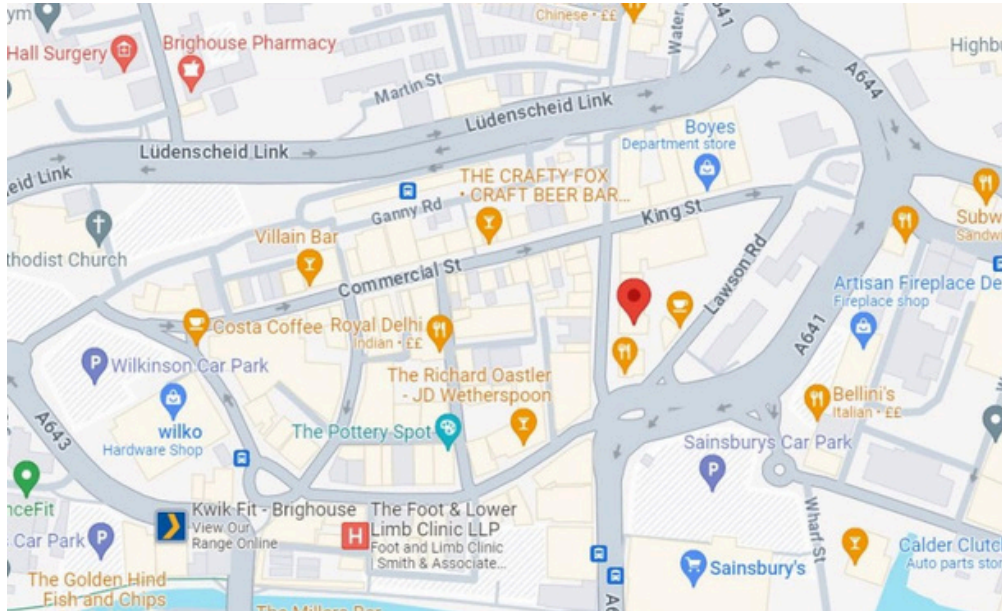 ym
Chinese • ££
Water
641
Hall Surgery
Brighouse Pharmacy
Highbu
A644
Martin St
Lüdenscheid Link
Lüdenscheid Link
eid Link
Boyes
Department store
THE CRAFTY FOX
• CRAFT BEER BAR...
Ganny Rd
King St
Subw
Sandwi
thodist Church
Villain Bar
Commercial St
Lawson Rd
Artisan Fireplace De
Fireplace shop
Costa Coffee
Royal Delhi
Indian • ££
A641
P
Wilkinson Car Park
The Richard Oastler
- JD Wetherspoon
Bellini's
Italian • ££
wilko
Hardware Shop
A643
The Pottery Spot
Sainsburys Car Park
P
nceFit
Kwik Fit - Brighouse
View Our
Range Online
H
The Foot & Lower
Limb Clinic LLP
Foot and Limb Clinic
| Smith & Associate...
Wharf St
Car Park
P
Calder Clutch
Auto parts stor
Sainsbury's
The Golden Hind
Fish and Chips
The Millers Bar